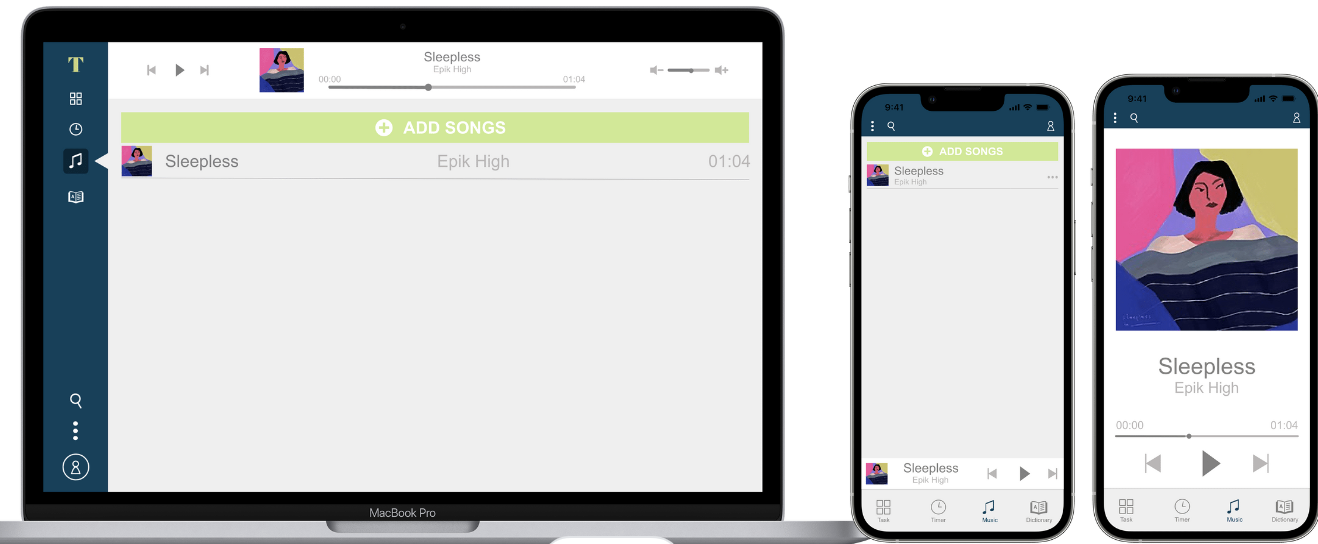 T
Sleepless
Epik High
00:00
01:04
ADD SONGS
Sleepless Epik High 01:04
MacBook Pro
9:41
ADD SONGS
Sleepless
Epik High
Sleepless
Epik High
Task Timer Music Dictionary
9:41
Sleepless
Epik High
00:00 01:04
Task Timer Music Dictionary